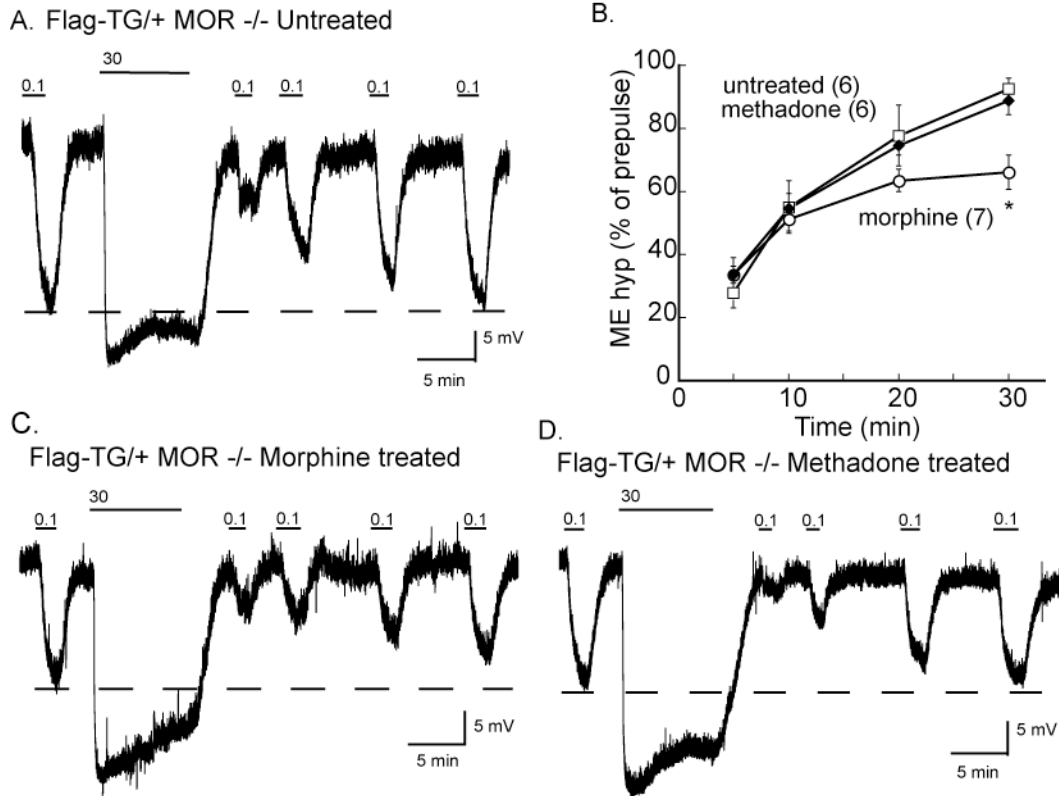 A. Flag-TG/+ MOR -/- Untreated
30
0.1 0.1 0.1 0.1 0.1
5 mV
5 min
B.
ME hyp (% of prepulse)
100
80
60
40
20
0
untreated (6)
methadone (6)
morphine (7)
*
0 10 20 30
Time (min)
C.
Flag-TG/+ MOR -/- Morphine treated
30
0.1 0.1 0.1 0.1 0.1
5 mV
5 min
D.
Flag-TG/+ MOR -/- Methadone treated
30
0.1 0.1 0.1 0.1 0.1
5 mV
5 min